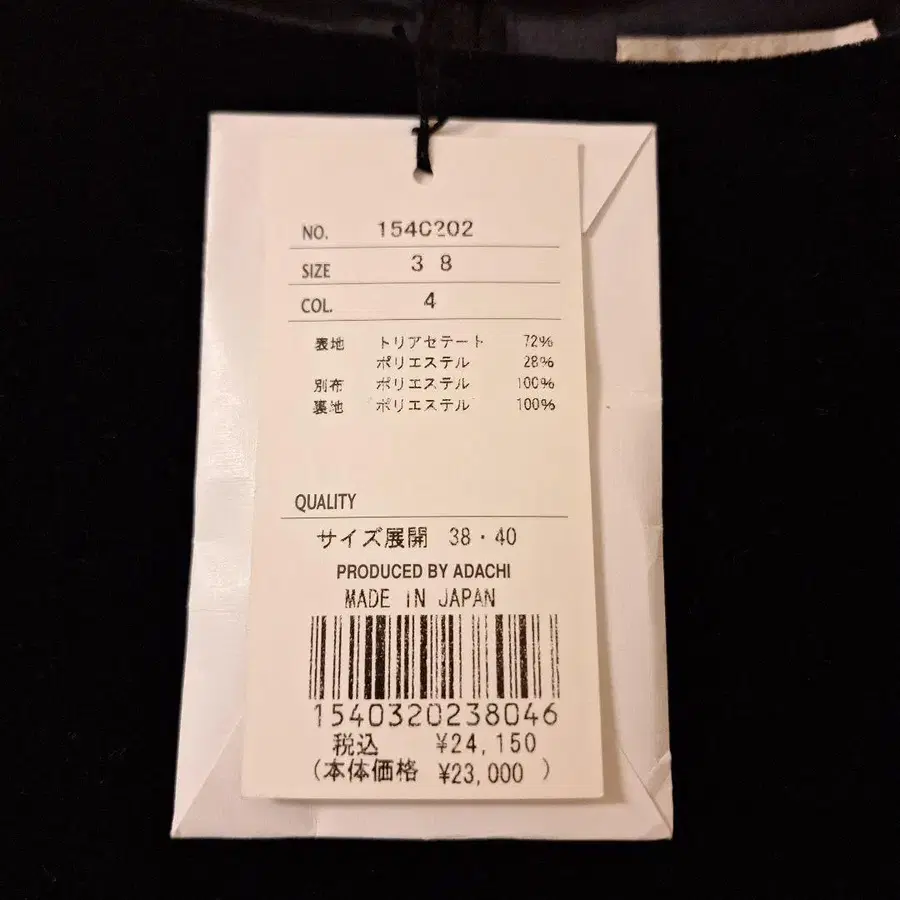 NO. 1540202
SIZE 38
COL. 4
表地 トリアセテート 72%
ポリエステル 28%
別布 ポリエステル 100%
裏地 ポリエステル 100%
QUALITY
サイズ展開 38・40
PRODUCED BY ADACHI
MADE IN JAPAN
1540320238046
税込 ¥24,150
(本体価格 ¥23,000 )